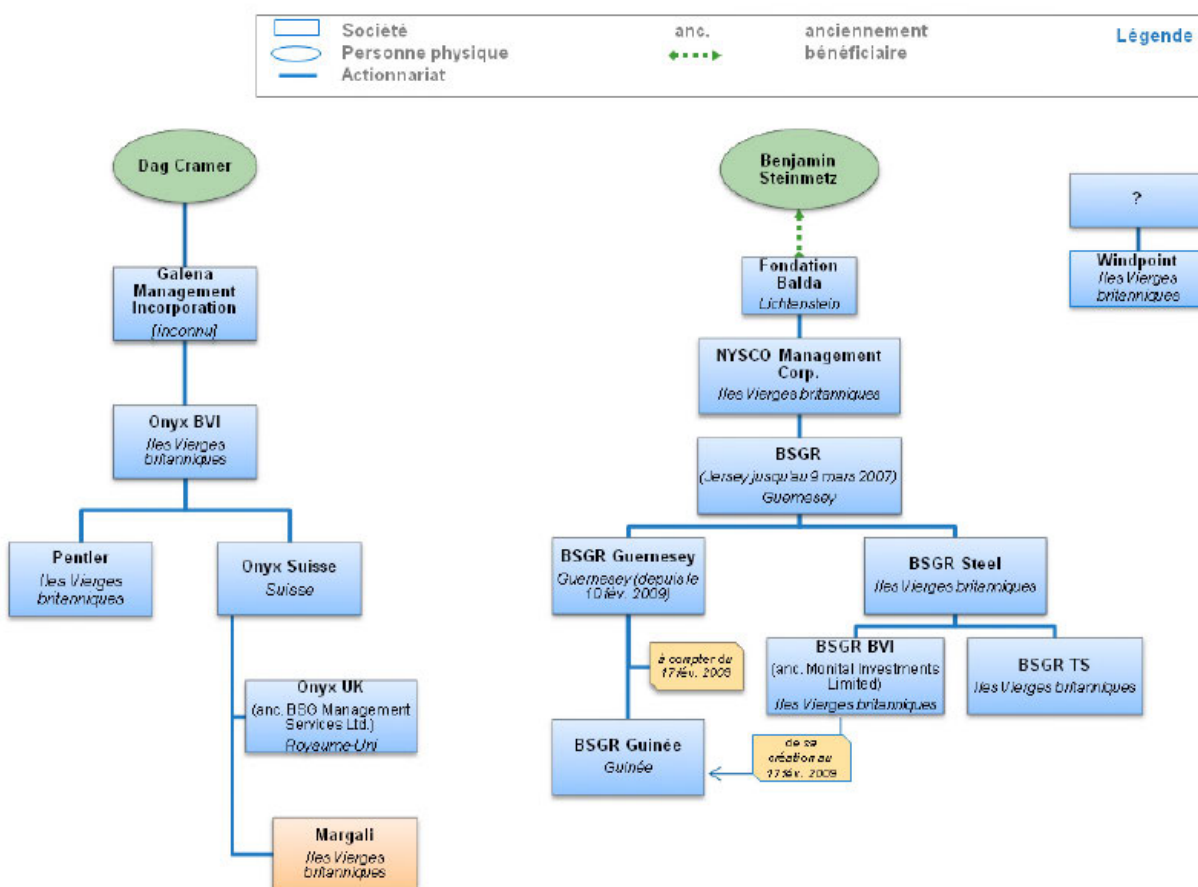 Société
Personne physique
Actionnariat
anc.
anciennement
bénéficiaire
Légende
Dag Cramer
Galena
Management
Incorporation
[inconnu]
Onyx BVI
Iles Vierges
britanniques
Pentler
Iles Vierges
britanniques
Onyx Suisse
Suisse
Onyx UK
(anc. BSG Management
Services Ltd.)
Royaume-Uni
Margali
Iles Vierges
britanniques
Benjamin
Steinmetz
Fondation
Balda
Lichtenstein
NYSCO Management
Corp.
Iles Vierges britanniques
BSGR
(Jersey jusqu'au 9 mars 2007)
Guernesey
BSGR Guernesey
Guernesey (depuis le
10 fév. 2009)
à compter du
17 fév. 2009
BSGR Guinée
Guinée
BSGR Steel
Iles Vierges britanniques
BSGR BVI
(anc. Monital Investments
Limited)
Iles Vierges britanniques
de sa
création au
17 fév. 2009
BSGR TS
Iles Vierges britanniques
?
Windpoint
Iles Vierges
britanniques